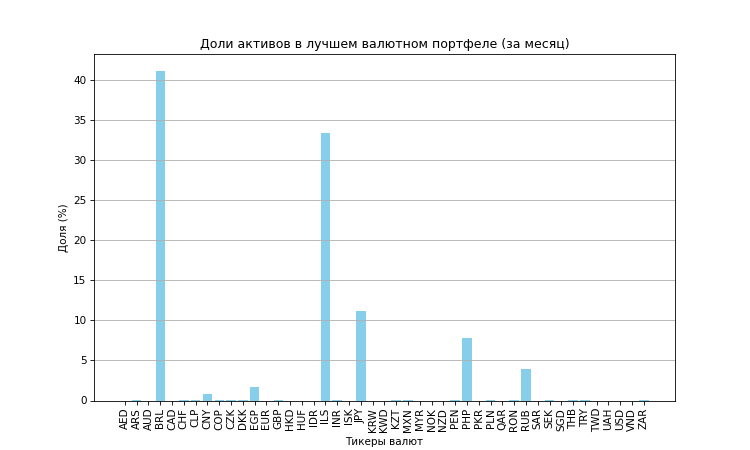 Доли активов в лучшем валютном портфеле (за месяц)
Доля (%)
40
35
30
25
20
15
10
5
0
AED ARS AUD BRL CAD CHF CLP CNY COP CZK DKK EGP EUR GBP HKD HUF IDR ILS INR ISK JPY KRW KWD KZT MXN MYR NOK NZD PEN PHP PKR PLN QAR RON RUB SAR SEK SGD THB TRY TWD UAH USD VND ZAR
Тикеры валют